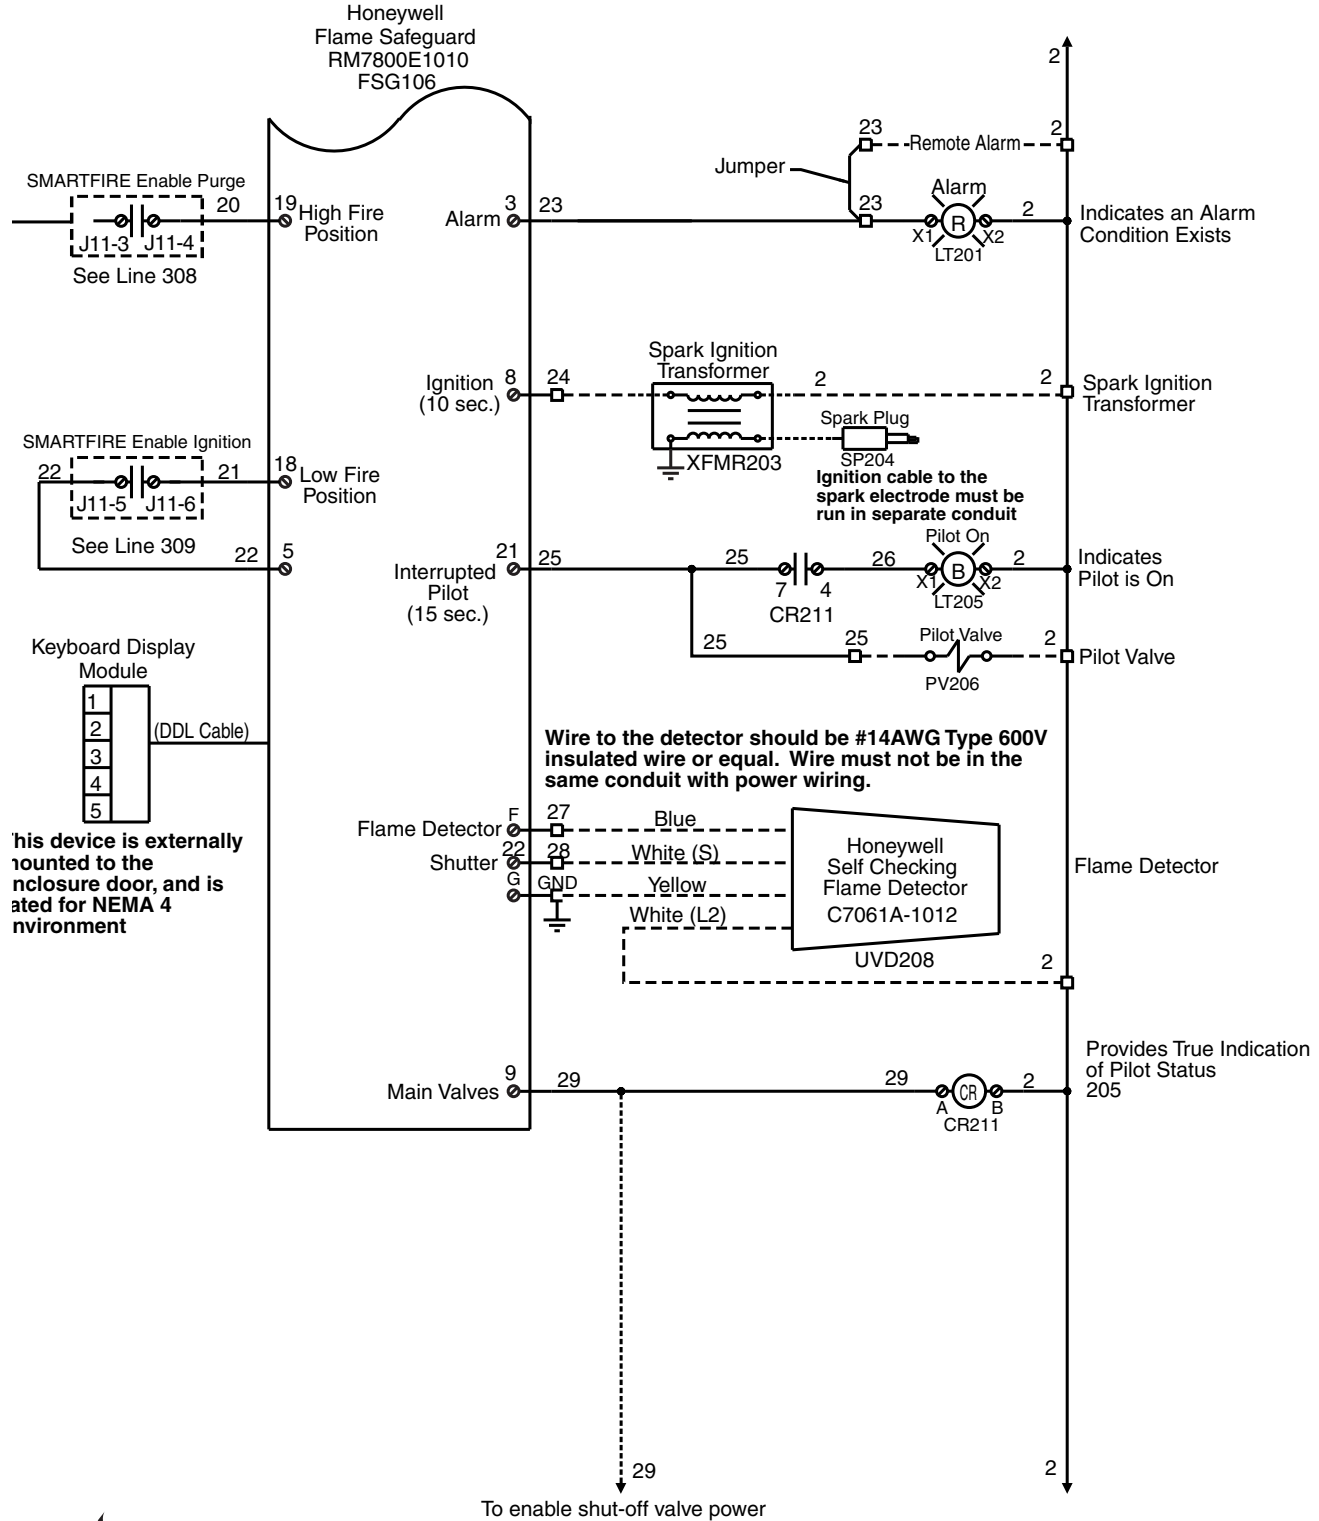 Honeywell
Flame Safeguard
RM7800E1010
FSG106
2
23
Remote Alarm
2
Jumper
SMARTFIRE Enable Purge
20
19
High Fire
Position
J11-3
J11-4
See Line 308
Alarm
3
23
23
Alarm
R
X1
X2
LT201
2
Indicates an Alarm
Condition Exists
Spark Ignition
Transformer
Ignition
(10 sec.)
8
24
2
2
Spark Ignition
Transformer
Spark Plug
SP204
XFMR203
Ignition cable to the
spark electrode must be
run in separate conduit
SMARTFIRE Enable Ignition
22
21
18
Low Fire
Position
J11-5
J11-6
See Line 309
22
5
Interrupted
Pilot
(15 sec.)
21
25
25
7
4
CR211
26
Pilot On
B
X1
X2
LT205
2
Indicates
Pilot is On
25
25
Pilot Valve
PV206
2
Pilot Valve
Keyboard Display
Module
1
2
3
4
5
(DDL Cable)
his device is externally
ounted to the
nclosure door, and is
ated for NEMA 4
nvironment
Wire to the detector should be #14AWG Type 600V
insulated wire or equal. Wire must not be in the
same conduit with power wiring.
Flame Detector
F
27
Blue
Shutter
22
28
White (S)
G
GND
Yellow
White (L2)
Honeywell
Self Checking
Flame Detector
C7061A-1012
UVD208
Flame Detector
2
Main Valves
9
29
29
CR
A
B
CR211
2
Provides True Indication
of Pilot Status
205
29
2
To enable shut-off valve power